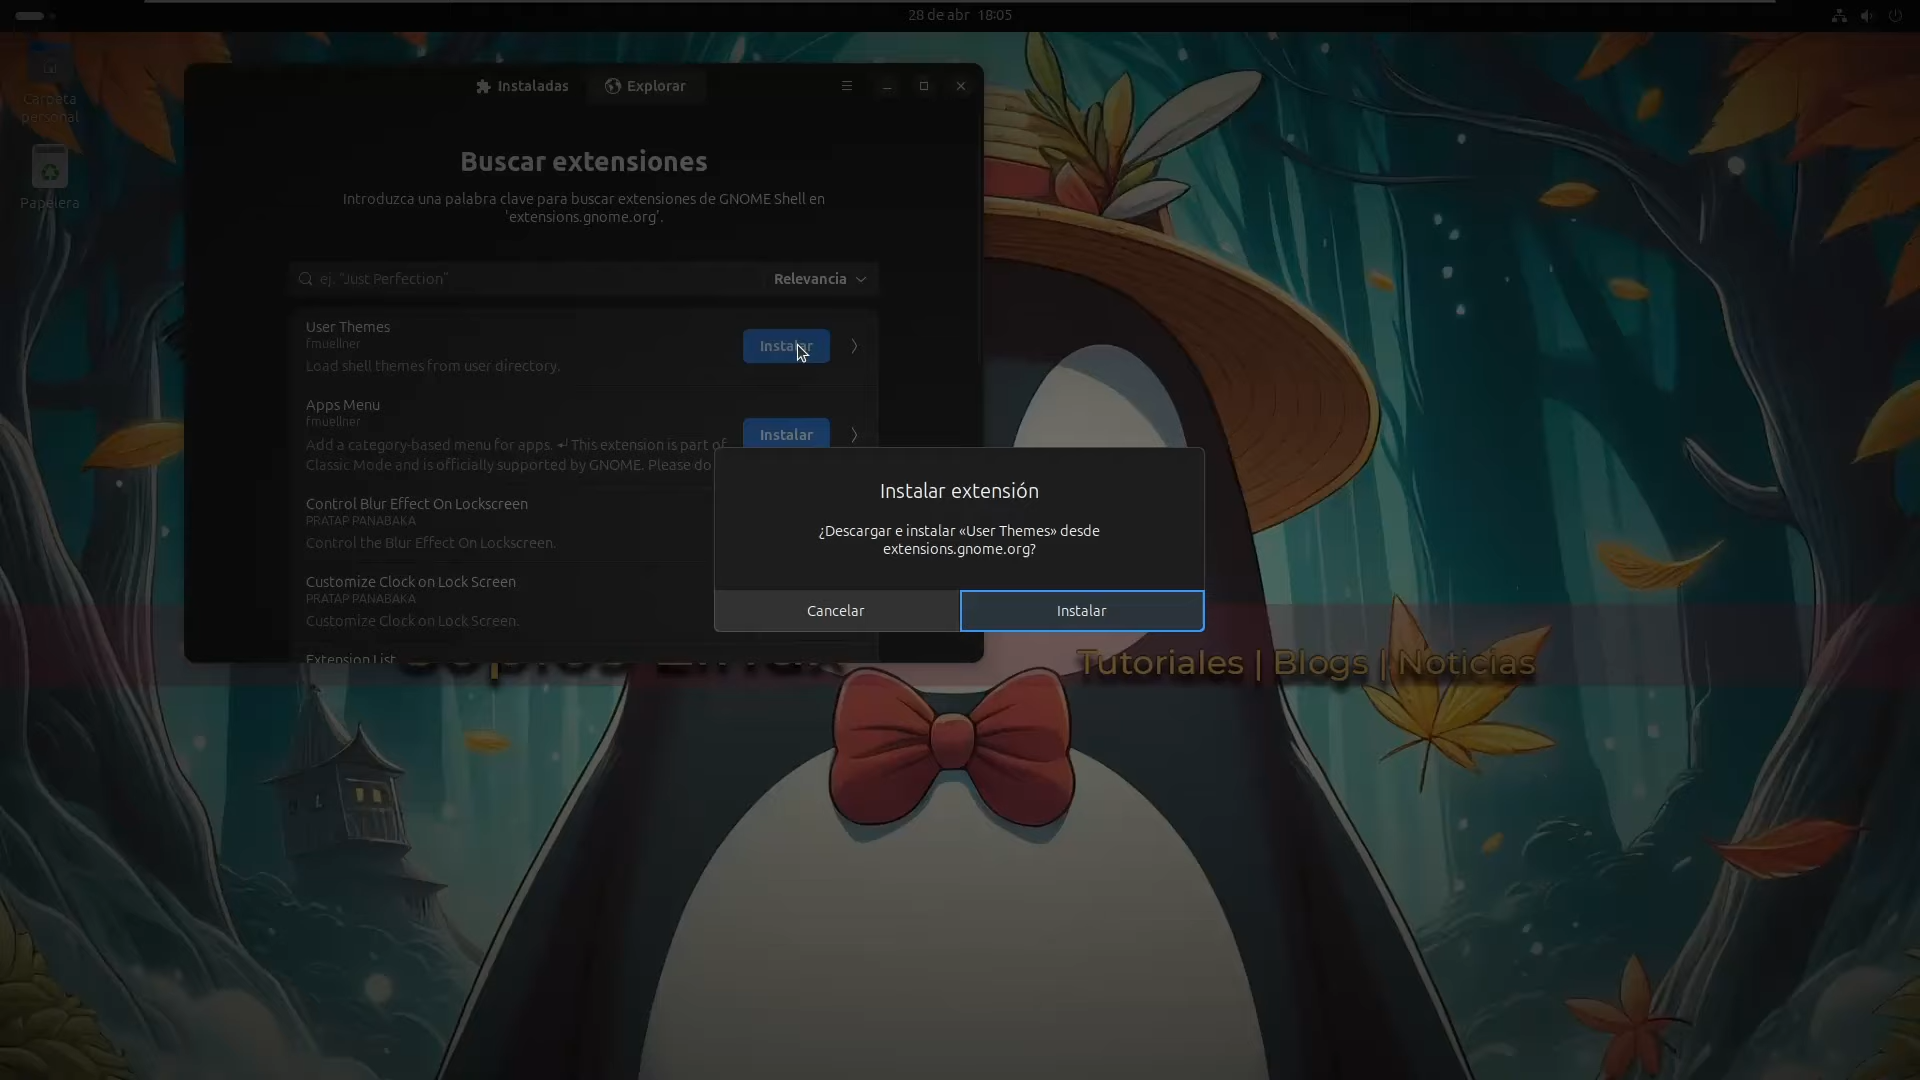 28 de abr 18:05
Carpeta
personal
Papelera
Instaladas
Explorar
Buscar extensiones
Introduzca una palabra clave para buscar extensiones de GNOME Shell en
'extensions.gnome.org'.
ej. "Just Perfection"
Relevancia
User Themes
fmuellner
Load shell themes from user directory.
Instalar
Apps Menu
fmuellner
Add a category-based menu for apps. ↵ This extension is part of
Classic Mode and is officially supported by GNOME. Please do
Instalar
Control Blur Effect On Lockscreen
PRATAP PANABAKA
Control the Blur Effect On Lockscreen.
Customize Clock on Lock Screen
PRATAP PANABAKA
Customize Clock on Lock Screen.
Extension List
Instalar extensión
¿Descargar e instalar «User Themes» desde
extensions.gnome.org?
Cancelar
Instalar
Tutoriales | Blogs | Noticias